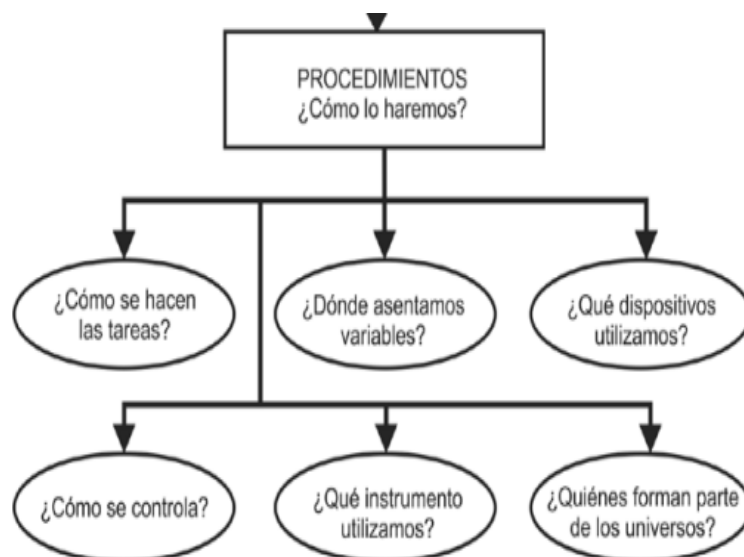 PROCEDIMIENTOS
¿Cómo lo haremos?
¿Cómo se hacen
las tareas?
¿Dónde asentamos
variables?
¿Qué dispositivos
utilizamos?
¿Cómo se controla?
¿Qué instrumento
utilizamos?
¿Quiénes forman parte
de los universos?